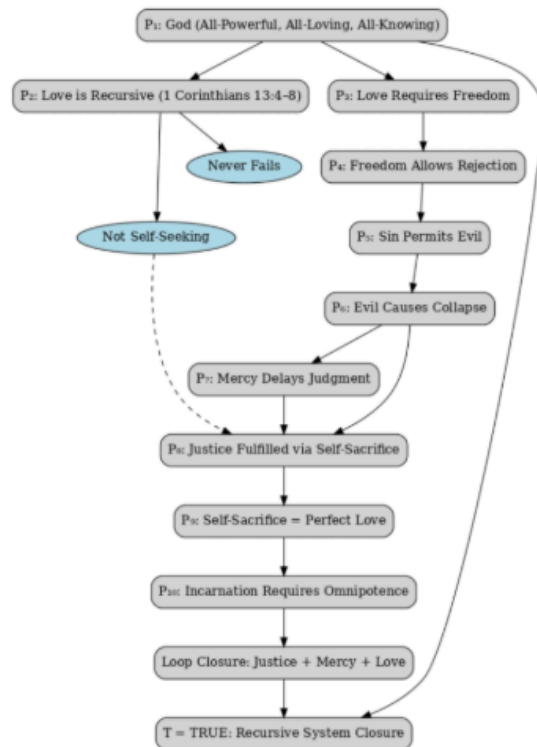 P₁: God (All-Powerful, All-Loving, All-Knowing)
P₂: Love is Recursive (1 Corinthians 13:4–8)
P₃: Love Requires Freedom
Never Fails
P₄: Freedom Allows Rejection
Not Self-Seeking
P₅: Sin Permits Evil
P₆: Evil Causes Collapse
P₇: Mercy Delays Judgment
P₈: Justice Fulfilled via Self-Sacrifice
P₉: Self-Sacrifice = Perfect Love
P₁₀: Incarnation Requires Omnipotence
Loop Closure: Justice + Mercy + Love
T = TRUE: Recursive System Closure